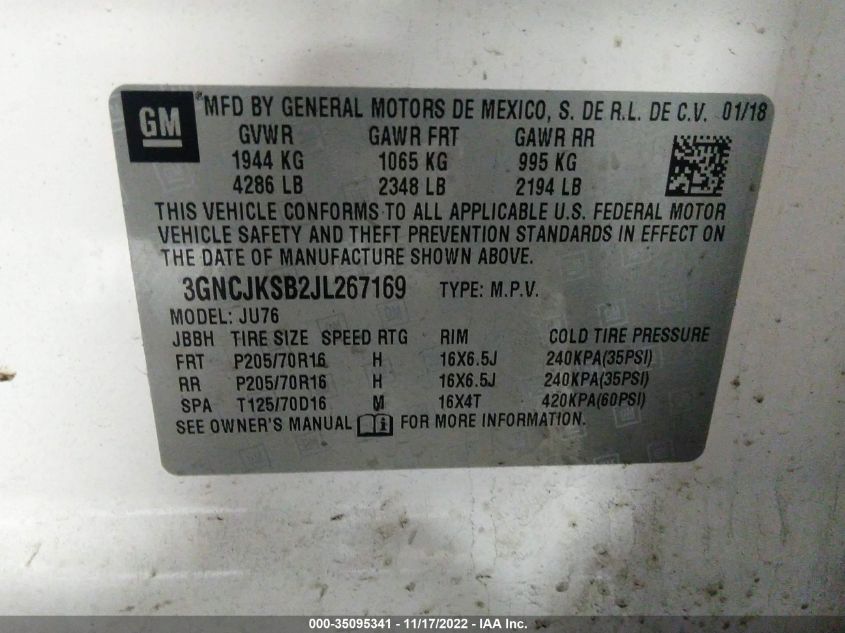 GM
®MFD BY GENERAL MOTORS DE MEXICO, S. DE R.L. DE C.V. 01/18
GVWR GAWR FRT GAWR RR
1944 KG 1065 KG 995 KG
4286 LB 2348 LB 2194 LB
THIS VEHICLE CONFORMS TO ALL APPLICABLE U.S. FEDERAL MOTOR
VEHICLE SAFETY AND THEFT PREVENTION STANDARDS IN EFFECT ON
THE DATE OF MANUFACTURE SHOWN ABOVE.
3GNCJKSB2JL267169 TYPE: M.P.V.
MODEL: JU76
JBBH TIRE SIZE SPEED RTG RIM COLD TIRE PRESSURE
FRT P205/70R16 H 16X6.5J 240KPA(35PSI)
RR P205/70R16 H 16X6.5J 240KPA(35PSI)
SPA T125/70D16 M 16X4T 420KPA(60PSI)
SEE OWNER'S MANUAL FOR MORE INFORMATION.
000-35095341 - 11/17/2022 - IAA Inc.